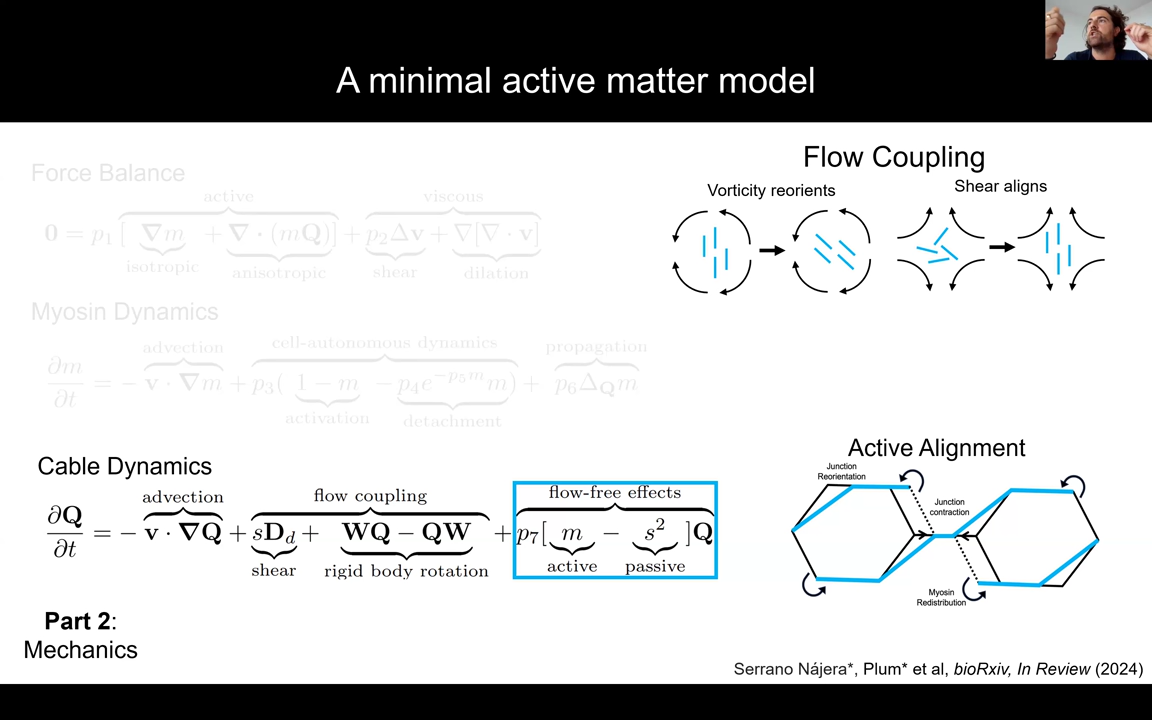 A minimal active matter model
Force Balance
active
viscous
0 = p₁ [ ∇m + ∇ · (mQ)] + p₂Δv + ∇[∇ · v]
isotropic
anisotropic
shear
dilation
Myosin Dynamics
advection
cell-autonomous dynamics
propagation
∂m/∂t = − v · ∇m + p₃( 1 − m − p₄e^{−p₅m} m) + p₆Δ_Q m
activation
detachment
Cable Dynamics
advection
flow coupling
flow-free effects
∂Q/∂t = − v · ∇Q + sD_d + WQ − QW + p₇[ m − s² ]Q
shear
rigid body rotation
active
passive
Part 2:
Mechanics
Flow Coupling
Vorticity reorients
Shear aligns
Active Alignment
Junction
Reorientation
Junction
contraction
Myosin
Redistribution
Serrano Nájera*, Plum* et al, bioRxiv, In Review (2024)